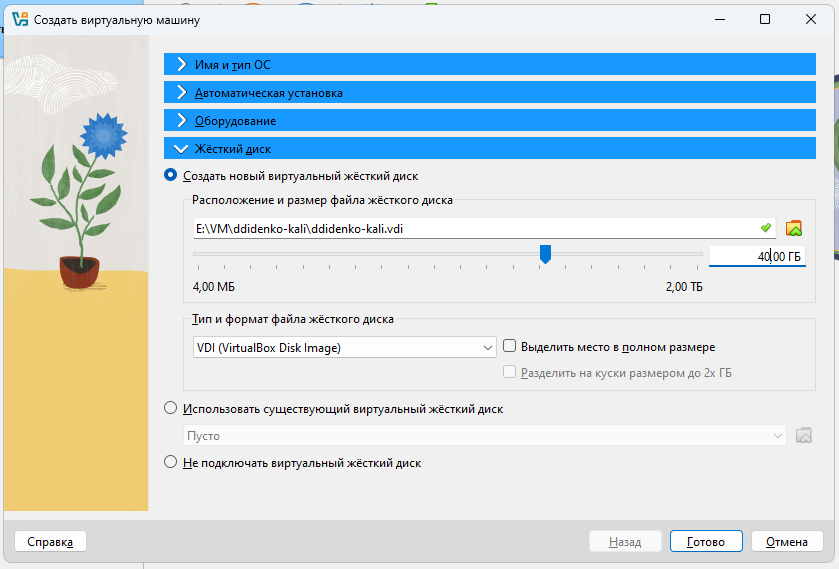 Создать виртуальную машину
Имя и тип ОС
Автоматическая установка
Оборудование
Жёсткий диск
Создать новый виртуальный жёсткий диск
Расположение и размер файла жёсткого диска
E:\VM\ddidenko-kali\ddidenko-kali.vdi
40,00 ГБ
4,00 МБ 2,00 ТБ
Тип и формат файла жёсткого диска
VDI (VirtualBox Disk Image) Выделить место в полном размере
Разделить на куски размером до 2х ГБ
Использовать существующий виртуальный жёсткий диск
Пусто
Не подключать виртуальный жёсткий диск
Справка Назад Готово Отмена